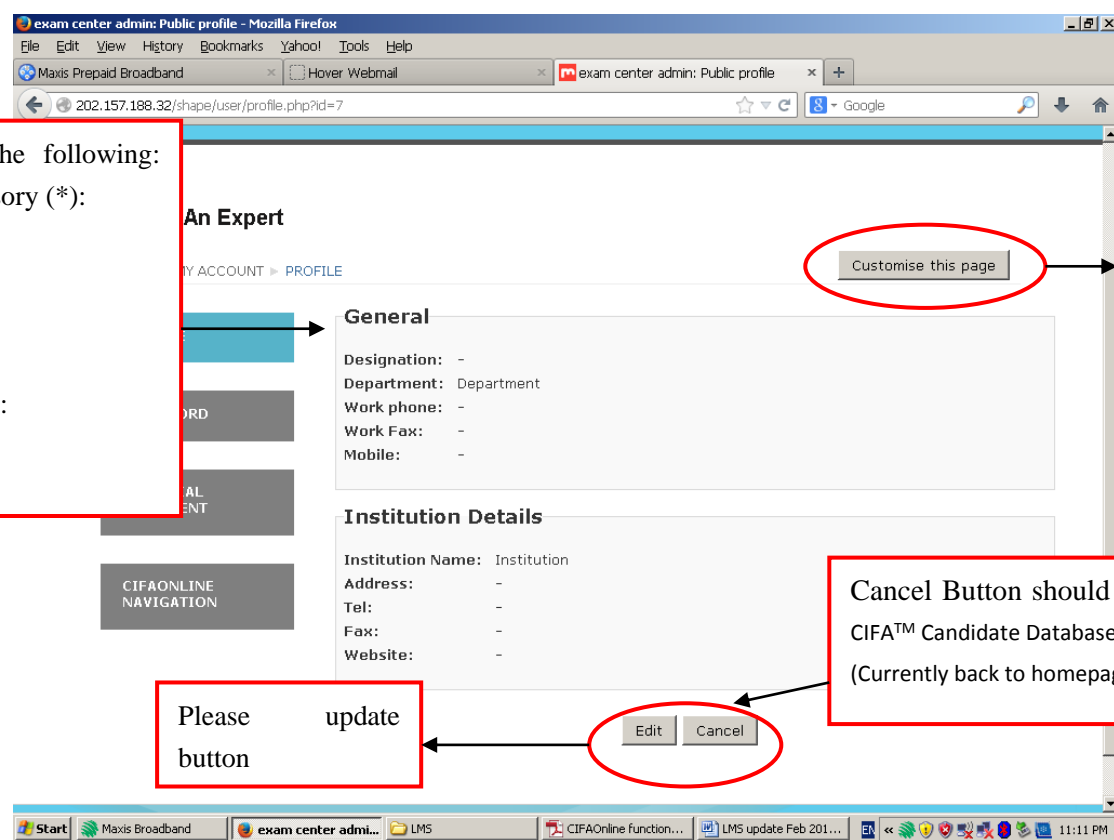 exam center admin: Public profile - Mozilla Firefox
File Edit View History Bookmarks Yahoo! Tools Help
Maxis Prepaid Broadband
Hover Webmail
exam center admin: Public profile
202.157.188.32/shape/user/profile.php?id=7
Google
he following:
ory (*):
:
An Expert
MY ACCOUNT ► PROFILE
Customise this page
ORD
AL
ENT
CIFAONLINE
NAVIGATION
General
Designation: -
Department: Department
Work phone: -
Work Fax: -
Mobile: -
Institution Details
Institution Name: Institution
Address: -
Tel: -
Fax: -
Website: -
Cancel Button should
CIFA™ Candidate Database
(Currently back to homepag
Please update
button
Edit Cancel
Start Maxis Broadband exam center admi... LMS CIFAOnline function... LMS update Feb 201... EN « 11:11 PM